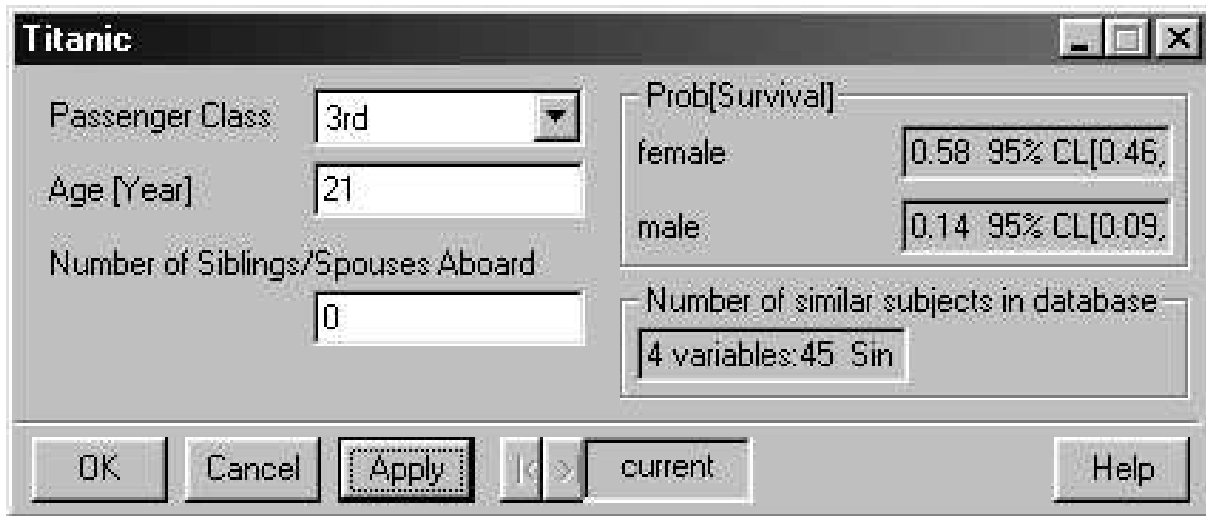 Titanic
Passenger Class
3rd
Age [Year]
21
Number of Siblings/Spouses Aboard
0
Prob[Survival]
female
0.58 95% CL[0.46,
male
0.14 95% CL[0.09,
Number of similar subjects in database
4 variables:45 Sin
OK
Cancel
Apply
|<
>|
current
Help